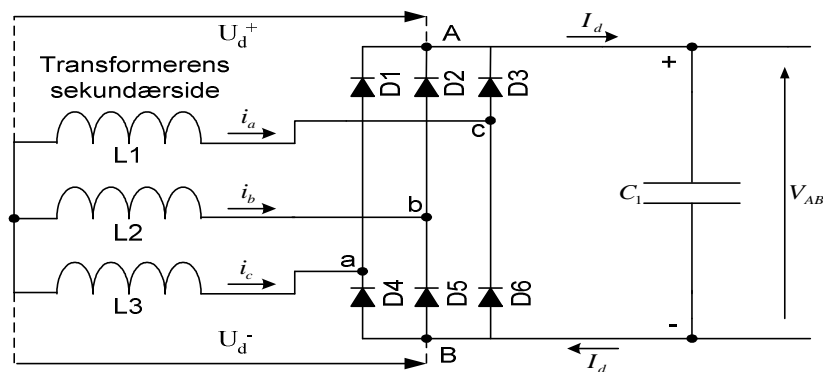 U_d^+
A
I_d
Transformerens
sekundærside
D1
D2
D3
+
i_a
c
L1
i_b
b
L2
C_1
V_AB
i_c
a
L3
D4
D5
D6
-
U_d^-
B
I_d